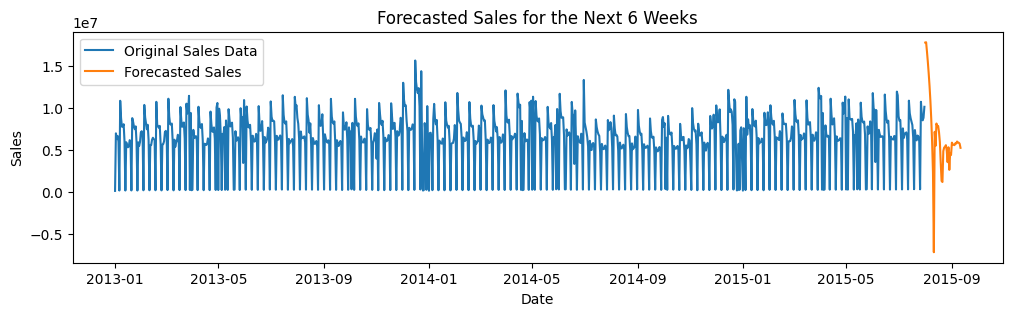 Forecasted Sales for the Next 6 Weeks
1e7
Original Sales Data
Forecasted Sales
1.5
1.0
0.5
0.0
−0.5
Sales
2013-01 2013-05 2013-09 2014-01 2014-05 2014-09 2015-01 2015-05 2015-09
Date